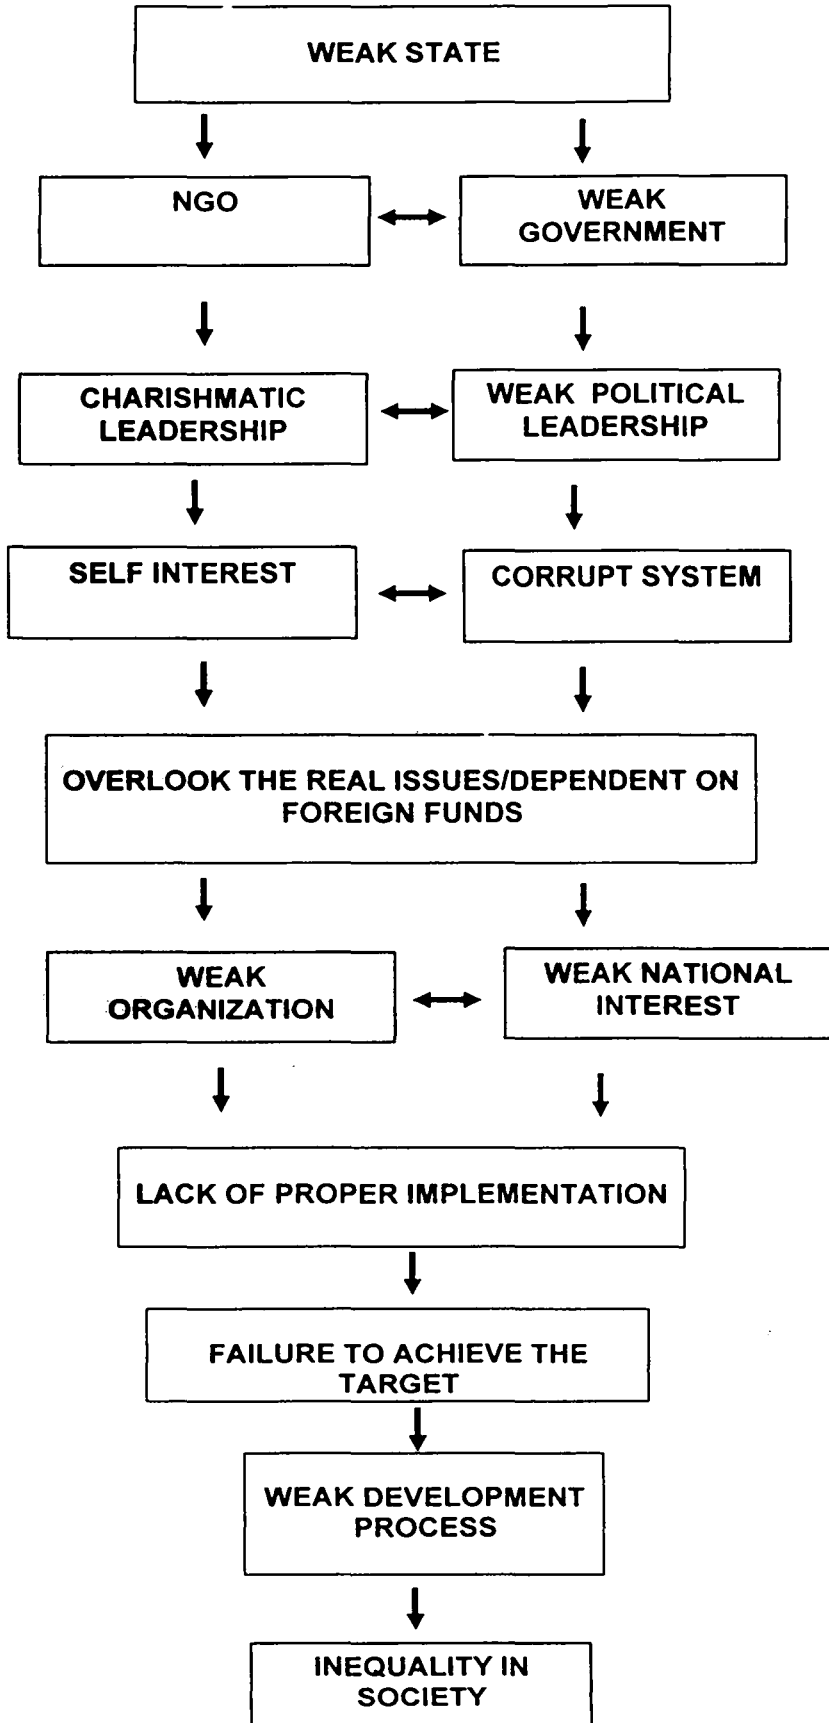 WEAK STATE
NGO
WEAK
GOVERNMENT
CHARISHMATIC
LEADERSHIP
WEAK POLITICAL
LEADERSHIP
SELF INTEREST
CORRUPT SYSTEM
OVERLOOK THE REAL ISSUES/DEPENDENT ON
FOREIGN FUNDS
WEAK
ORGANIZATION
WEAK NATIONAL
INTEREST
LACK OF PROPER IMPLEMENTATION
FAILURE TO ACHIEVE THE
TARGET
WEAK DEVELOPMENT
PROCESS
INEQUALITY IN
SOCIETY